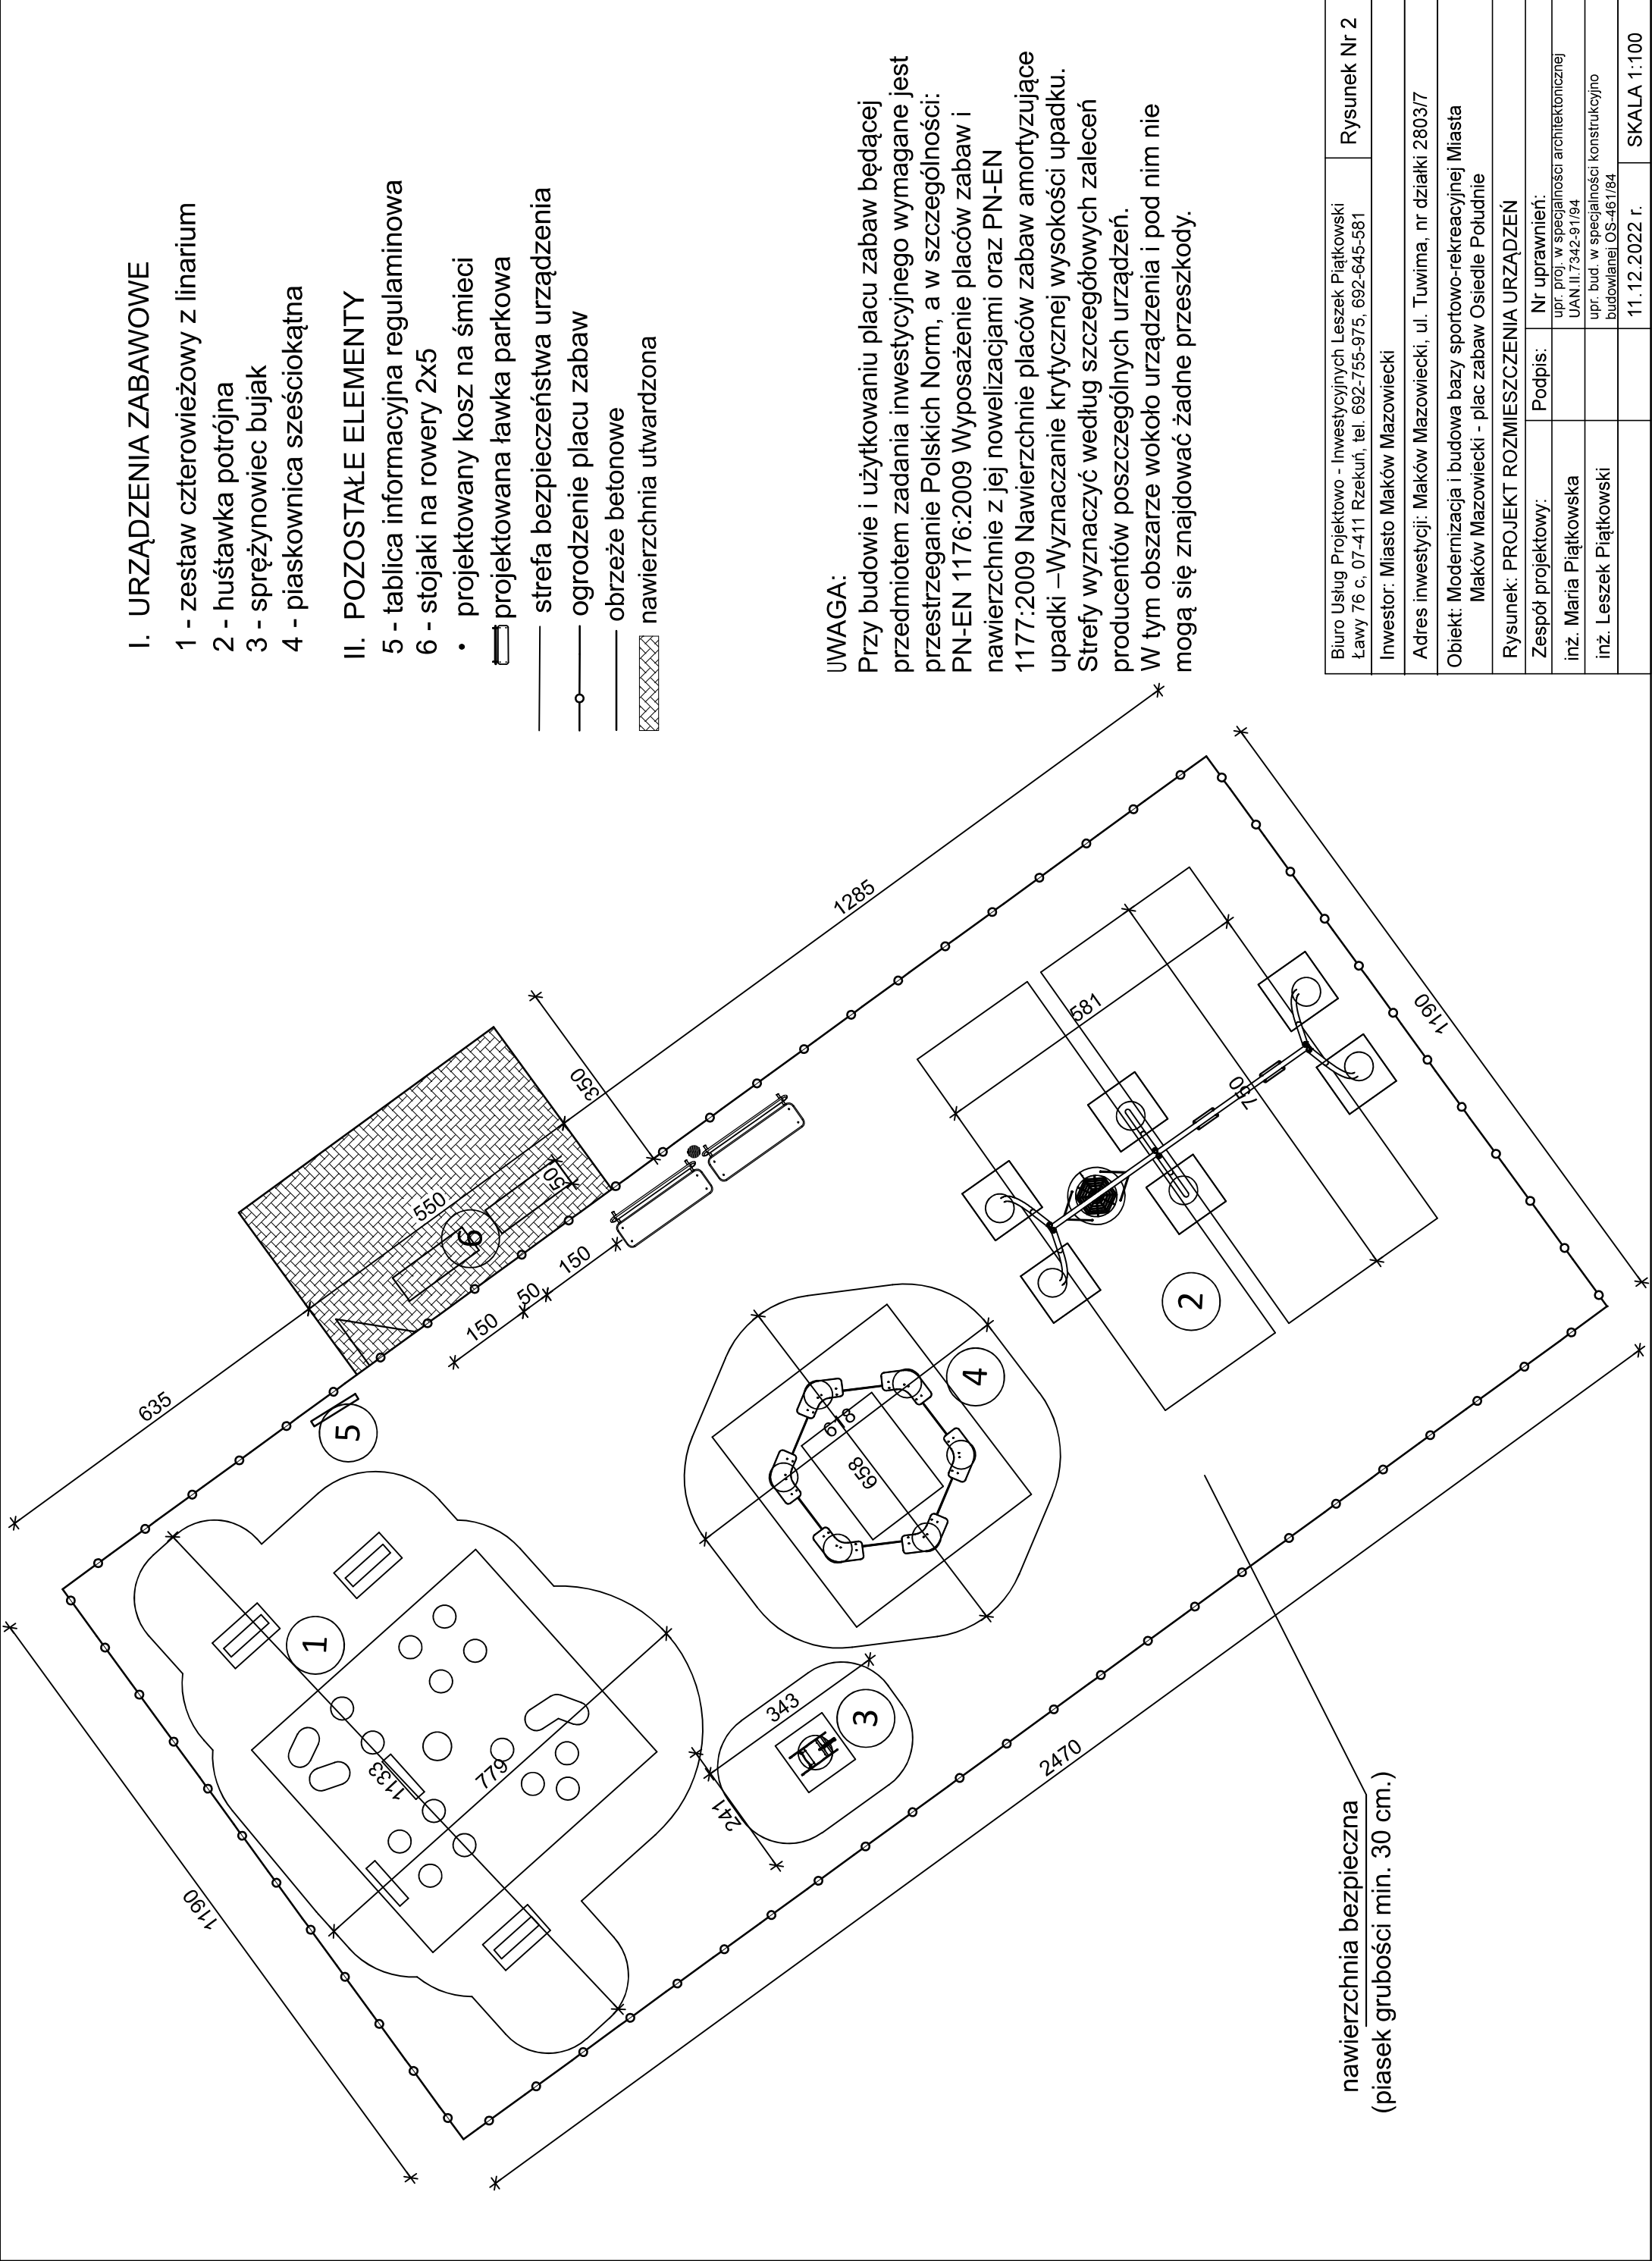 I. URZĄDZENIA ZABAWOWE
1 - zestaw czterowieżowy z linarium
2 - huśtawka potrójna
3 - sprężynowiec bujak
4 - piaskownica sześciokątna
II. POZOSTAŁE ELEMENTY
5 - tablica informacyjna regulaminowa
6 - stojaki na rowery 2x5
• projektowany kosz na śmieci
projektowana ławka parkowa
strefa bezpieczeństwa urządzenia
ogrodzenie placu zabaw
obrzeże betonowe
nawierzchnia utwardzona
UWAGA:
Przy budowie i użytkowaniu placu zabaw będącej
przedmiotem zadania inwestycyjnego wymagane jest
przestrzeganie Polskich Norm, a w szczególności:
PN-EN 1176:2009 Wyposażenie placów zabaw i
nawierzchnie z jej nowelizacjami oraz PN-EN
1177:2009 Nawierzchnie placów zabaw amortyzujące
upadki –Wyznaczanie krytycznej wysokości upadku.
Strefy wyznaczyć według szczegółowych zaleceń
producentów poszczególnych urządzeń.
W tym obszarze wokoło urządzenia i pod nim nie
mogą się znajdować żadne przeszkody.
635
550
350
1285
1190
1190
2470
150
50
150
50
1133
779
343
241
618
658
581
750
1
2
3
4
5
6
nawierzchnia bezpieczna
(piasek grubości min. 30 cm.)
Biuro Usług Projektowo - Inwestycyjnych Leszek Piątkowski
Ławy 76 c, 07-411 Rzekuń, tel. 692-755-975, 692-645-581
Rysunek Nr 2
Inwestor: Miasto Maków Mazowiecki
Adres inwestycji: Maków Mazowiecki, ul. Tuwima, nr działki 2803/7
Obiekt: Modernizacja i budowa bazy sportowo-rekreacyjnej Miasta
Maków Mazowiecki - plac zabaw Osiedle Południe
Rysunek: PROJEKT ROZMIESZCZENIA URZĄDZEŃ
Zespół projektowy: Podpis: Nr uprawnień:
inż. Maria Piątkowska
upr. proj. w specjalności architektonicznej
UAN.II.7342-91/94
inż. Leszek Piątkowski
upr. bud. w specjalności konstrukcyjno
budowlanej OS-461/84
11.12.2022 r. SKALA 1:100